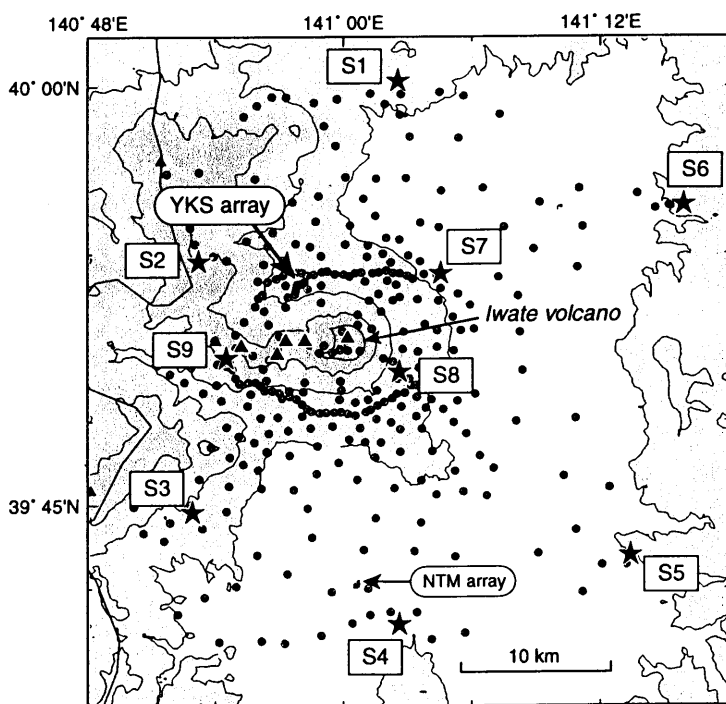 140° 48'E
141° 00'E
141° 12'E
40° 00'N
S1
S6
YKS array
S2
S7
Iwate volcano
S9
S8
S3
39° 45'N
NTM array
S5
S4
10 km